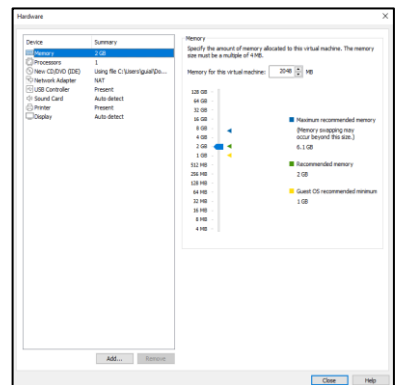 Hardware
Device Summary
Memory 2 GB
Processors 1
New CD/DVD (IDE) Using file C:\Users\guail\Do...
Network Adapter NAT
USB Controller Present
Sound Card Auto detect
Printer Present
Display Auto detect
Add... Remove
Memory
Specify the amount of memory allocated to this virtual machine. The memory
size must be a multiple of 4 MB.
Memory for this virtual machine: 2048 MB
128 GB
64 GB
32 GB
16 GB
8 GB
4 GB
2 GB
1 GB
512 MB
256 MB
128 MB
64 MB
32 MB
16 MB
8 MB
4 MB
Maximum recommended memory
(Memory swapping may
occur beyond this size.)
6.1 GB
Recommended memory
2 GB
Guest OS recommended minimum
1 GB
Close Help